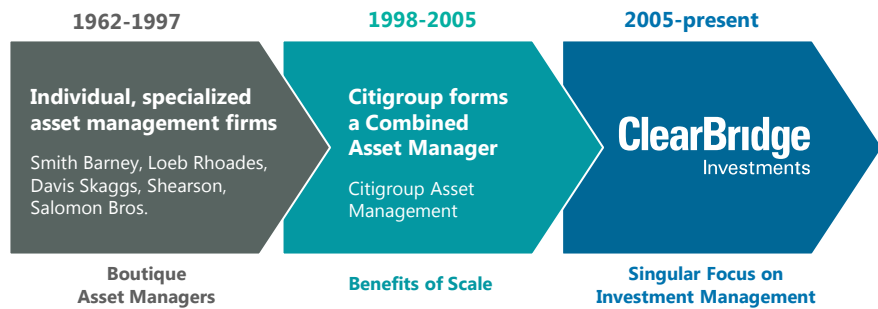 1962-1997
1998-2005
2005-present
Individual, specialized
asset management firms
Smith Barney, Loeb Rhoades,
Davis Skaggs, Shearson,
Salomon Bros.
Citigroup forms
a Combined
Asset Manager
Citigroup Asset
Management
ClearBridge
Investments
Boutique
Asset Managers
Benefits of Scale
Singular Focus on
Investment Management